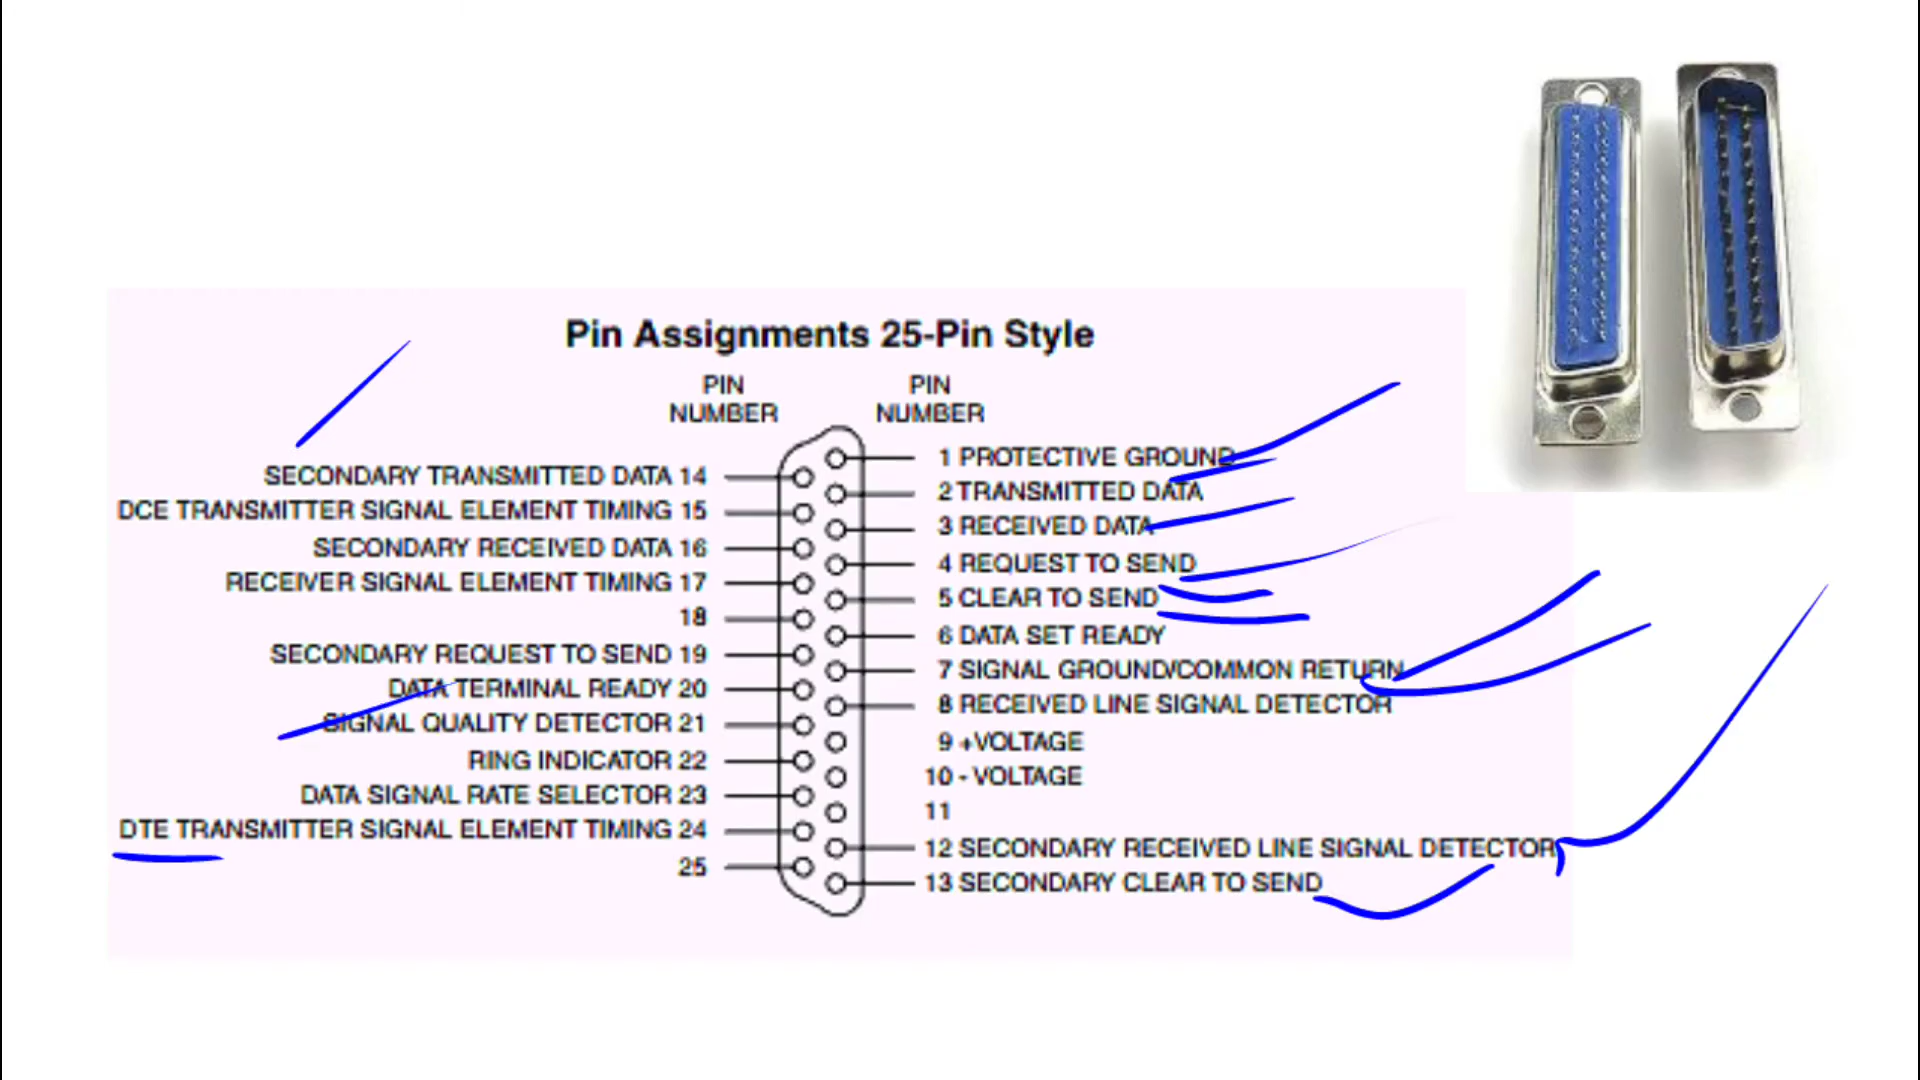 Pin Assignments 25-Pin Style
PIN NUMBER
PIN NUMBER
SECONDARY TRANSMITTED DATA 14
DCE TRANSMITTER SIGNAL ELEMENT TIMING 15
SECONDARY RECEIVED DATA 16
RECEIVER SIGNAL ELEMENT TIMING 17
18
SECONDARY REQUEST TO SEND 19
DATA TERMINAL READY 20
SIGNAL QUALITY DETECTOR 21
RING INDICATOR 22
DATA SIGNAL RATE SELECTOR 23
DTE TRANSMITTER SIGNAL ELEMENT TIMING 24
25
1 PROTECTIVE GROUND
2 TRANSMITTED DATA
3 RECEIVED DATA
4 REQUEST TO SEND
5 CLEAR TO SEND
6 DATA SET READY
7 SIGNAL GROUND/COMMON RETURN
8 RECEIVED LINE SIGNAL DETECTOR
9 +VOLTAGE
10 - VOLTAGE
11
12 SECONDARY RECEIVED LINE SIGNAL DETECTOR
13 SECONDARY CLEAR TO SEND